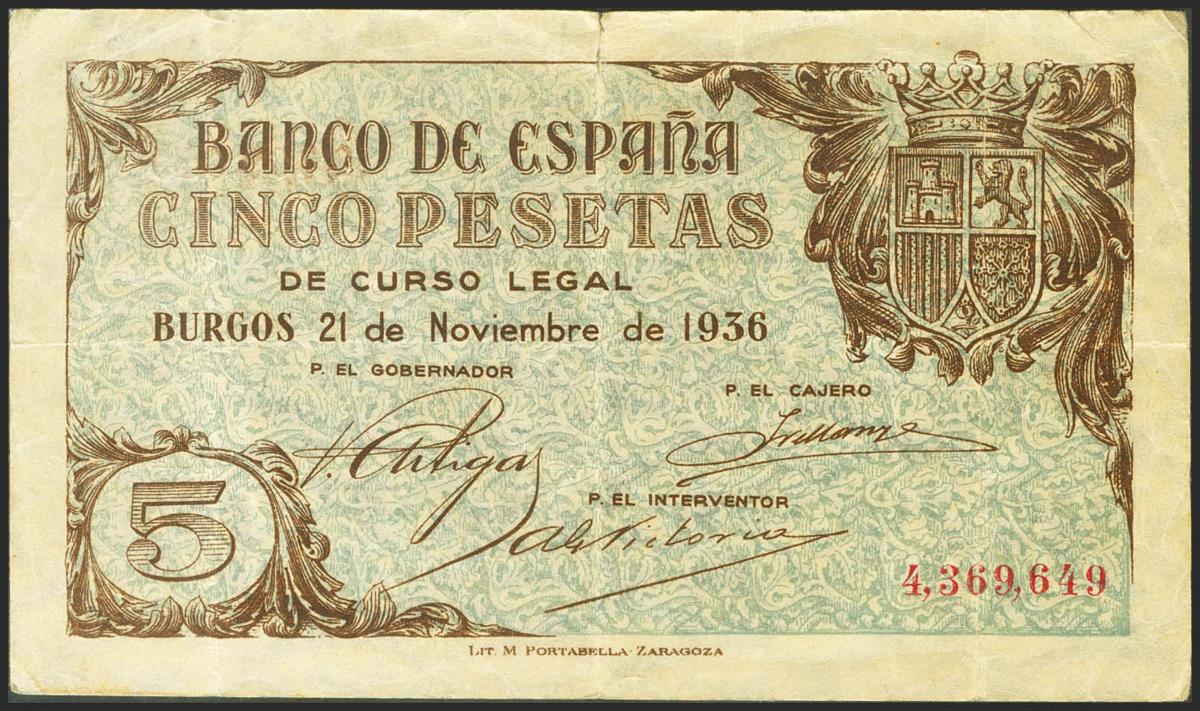 BANCO DE ESPAÑA
CINCO PESETAS
DE CURSO LEGAL
BURGOS 21 de Noviembre de 1936
P. EL GOBERNADOR
P. EL CAJERO
P. EL INTERVENTOR
5
4,369,649
LIT. M PORTABELLA-ZARAGOZA